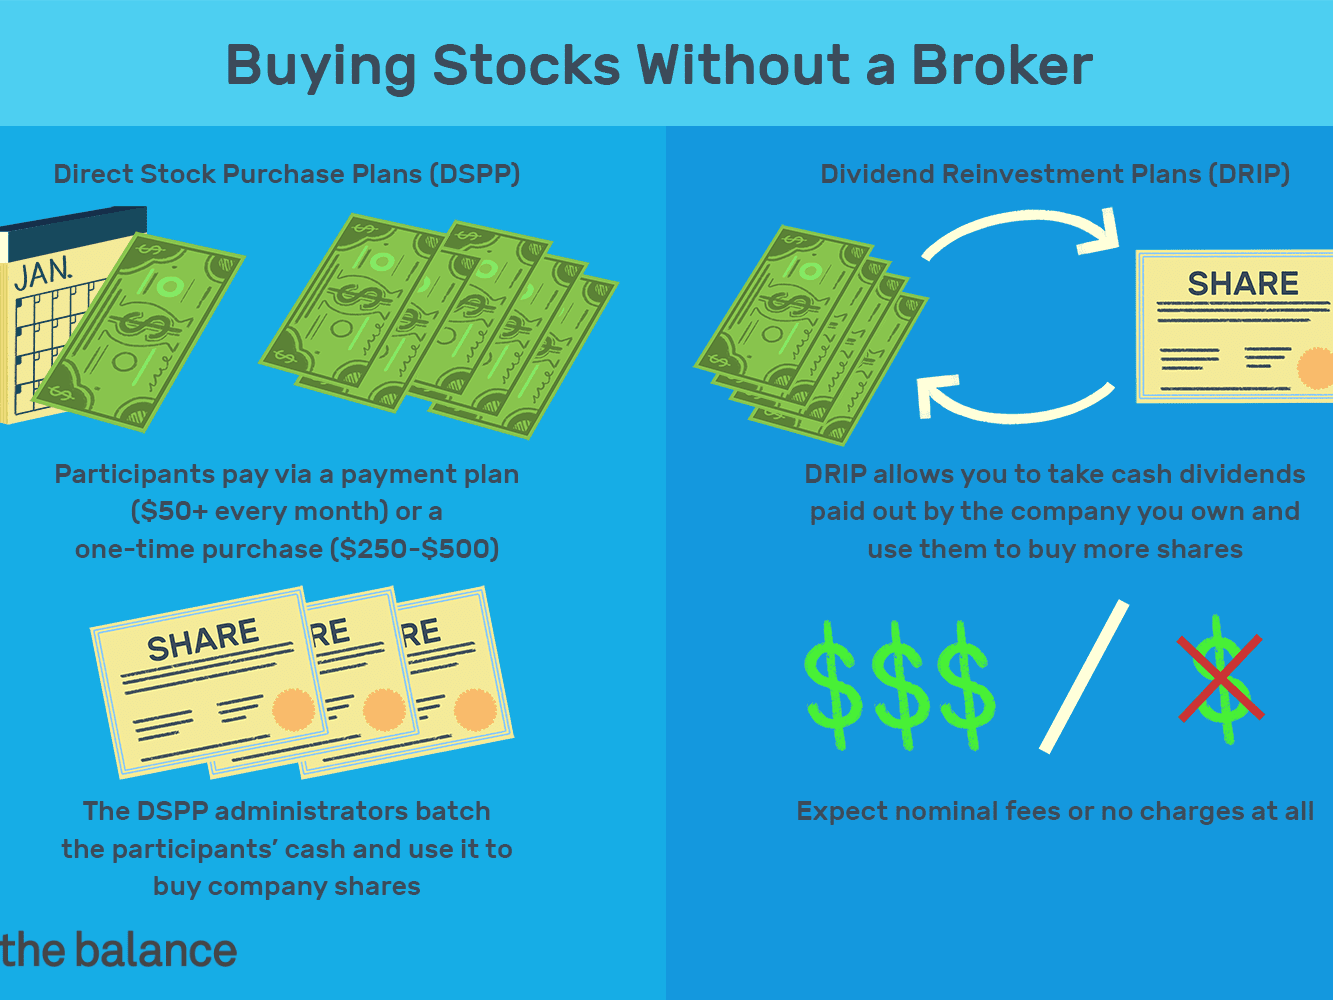 Buying Stocks Without a Broker
Direct Stock Purchase Plans (DSPP)
JAN.
Participants pay via a payment plan
($50+ every month) or a
one-time purchase ($250-$500)
SHARE
RE
RE
The DSPP administrators batch
the participants’ cash and use it to
buy company shares
Dividend Reinvestment Plans (DRIP)
SHARE
DRIP allows you to take cash dividends
paid out by the company you own and
use them to buy more shares
$$$ / $
Expect nominal fees or no charges at all
the balance